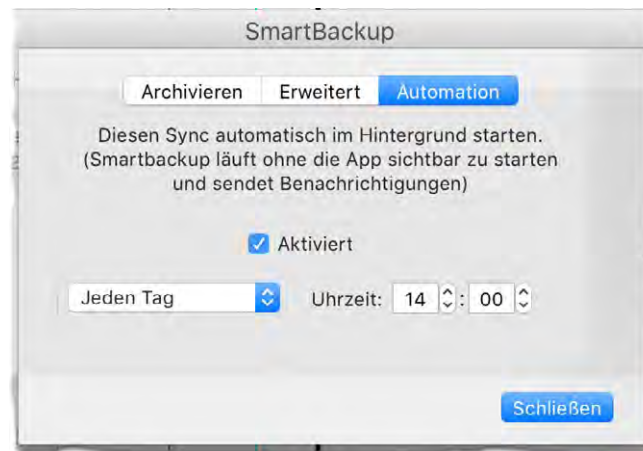 SmartBackup
Archivieren Erweitert Automation
Diesen Sync automatisch im Hintergrund starten.
(Smartbackup läuft ohne die App sichtbar zu starten
und sendet Benachrichtigungen)
Aktiviert
Jeden Tag Uhrzeit: 14 : 00
Schließen